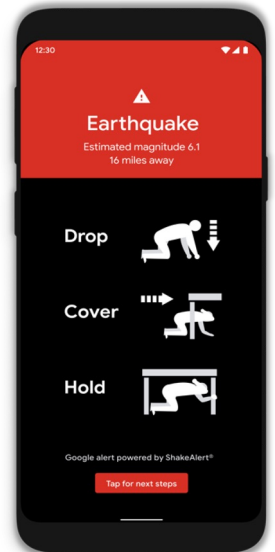 12:30
Earthquake
Estimated magnitude 6.1
16 miles away
Drop
Cover
Hold
Google alert powered by ShakeAlert®
Tap for next steps